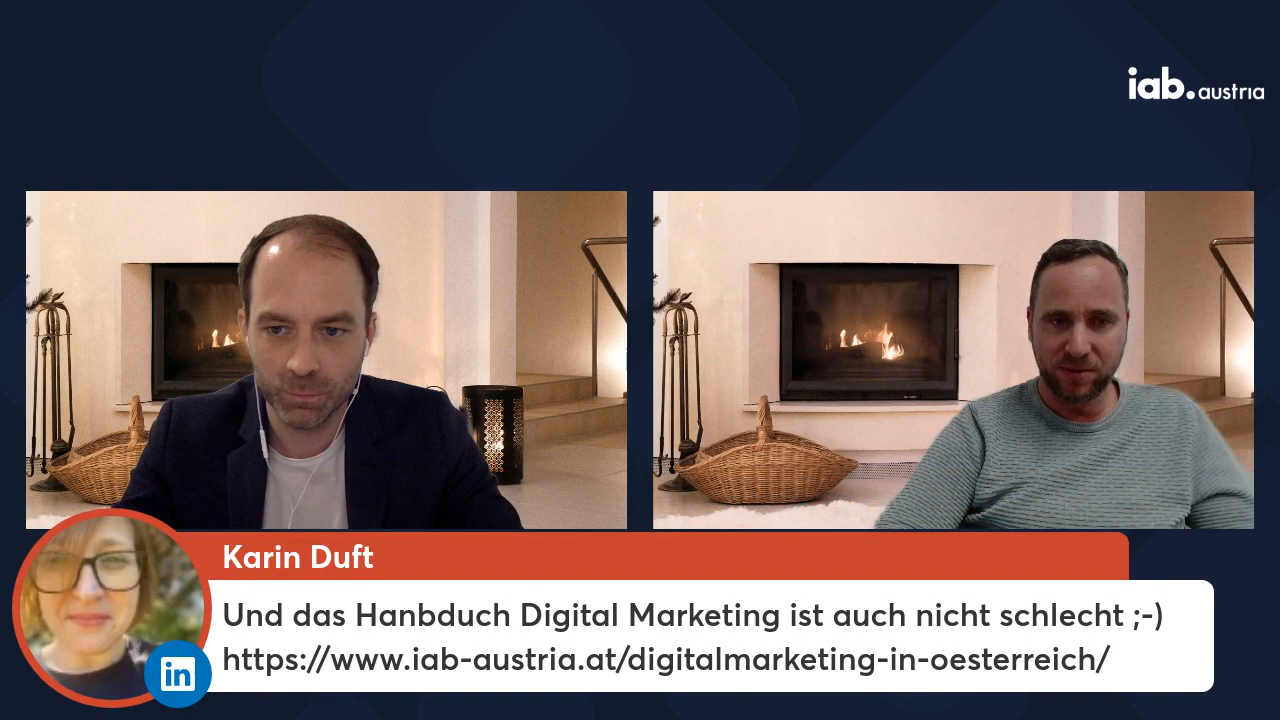 iab.austria
Karin Duft
Und das Hanbduch Digital Marketing ist auch nicht schlecht ;-)
https://www.iab-austria.at/digitalmarketing-in-oesterreich/
in